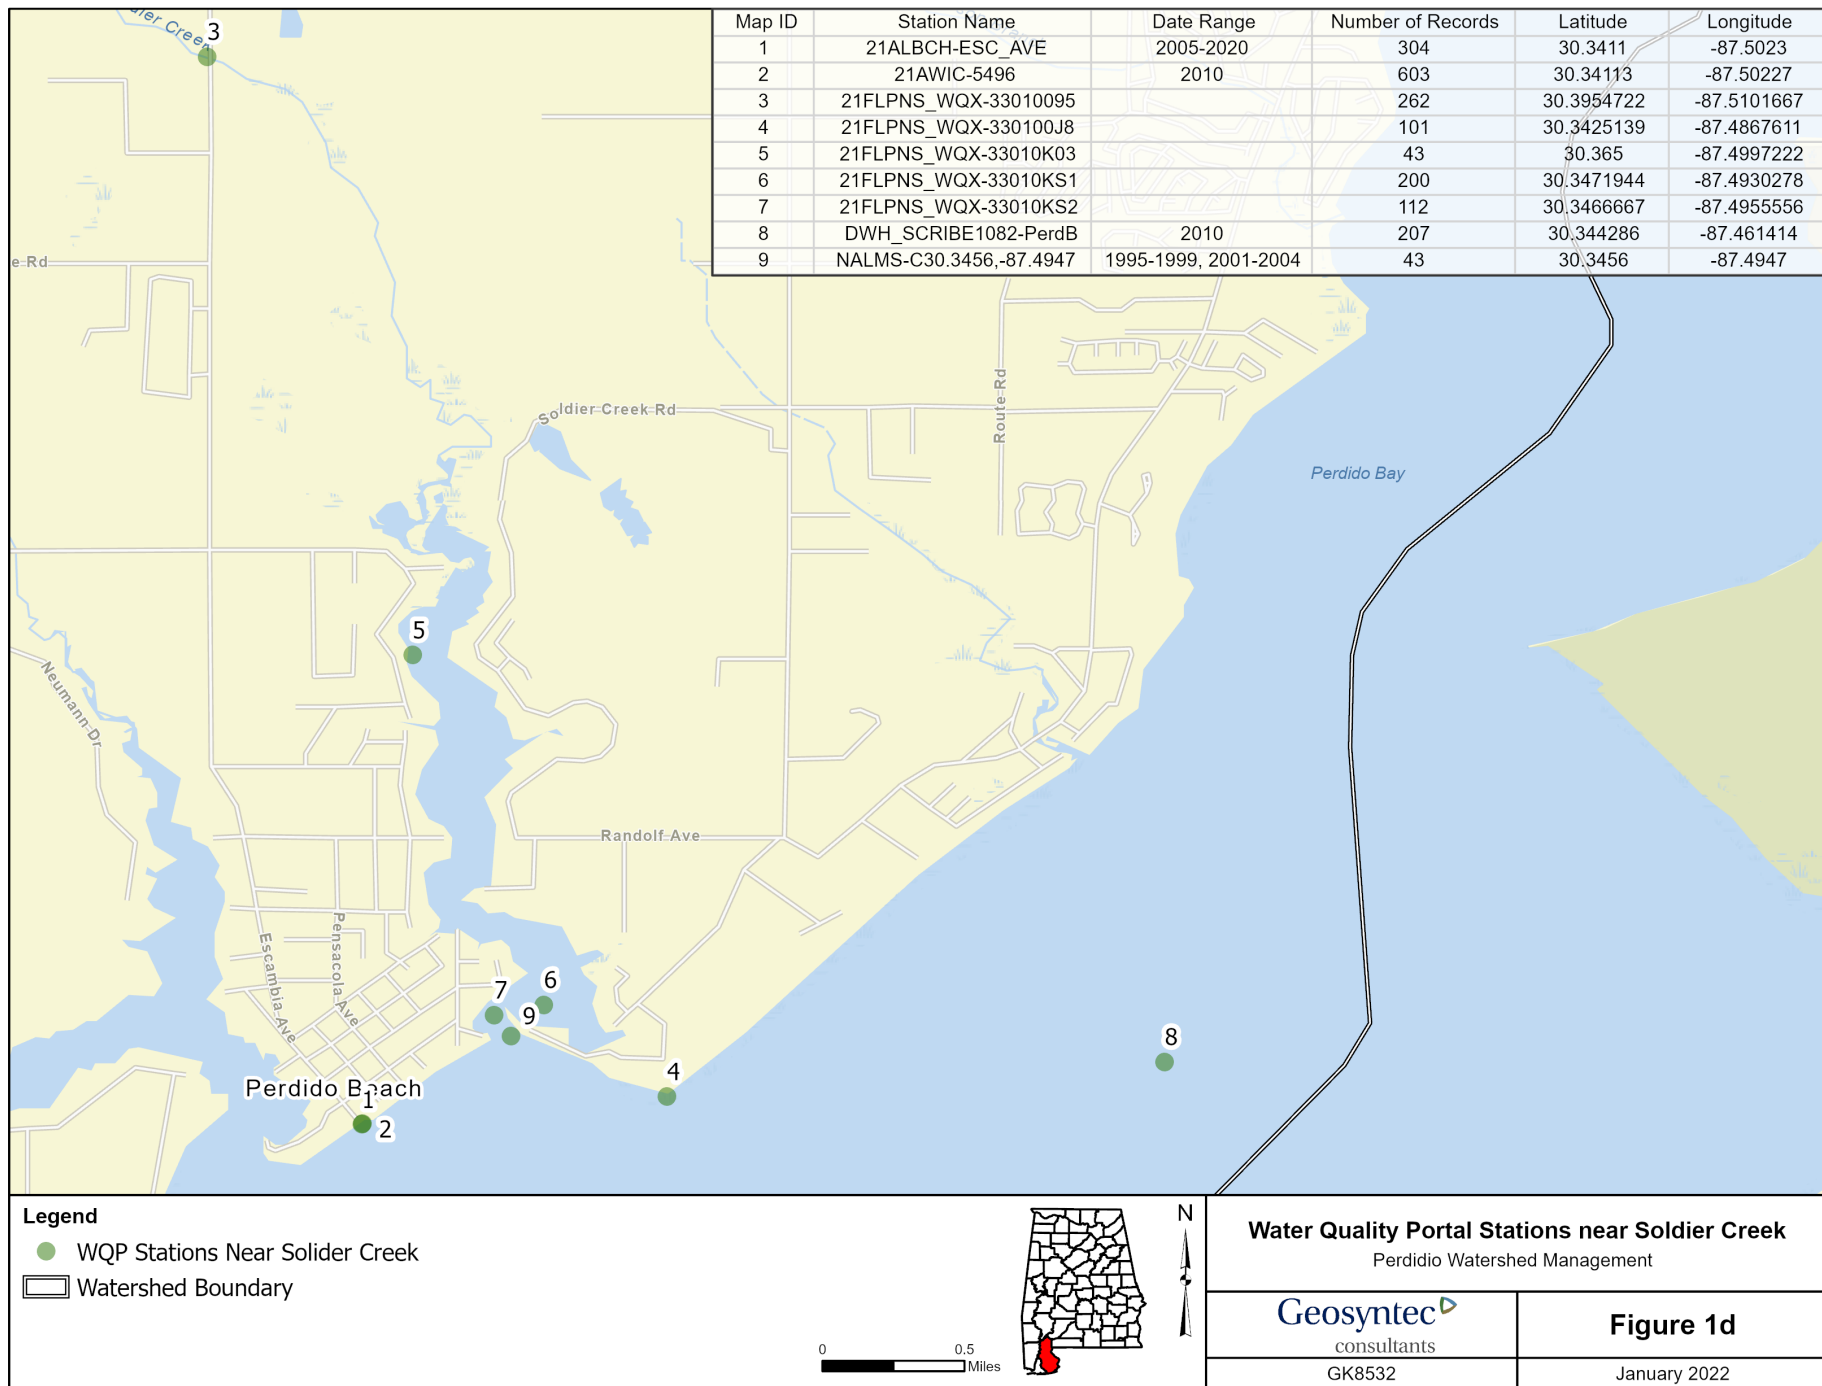 Map ID Station Name Date Range Number of Records Latitude Longitude
1 21ALBCH-ESC_AVE 2005-2020 304 30.3411 -87.5023
2 21AWIC-5496 2010 603 30.34113 -87.50227
3 21FLPNS_WQX-33010095 262 30.3954722 -87.5101667
4 21FLPNS_WQX-330100J8 101 30.3425139 -87.4867611
5 21FLPNS_WQX-33010K03 43 30.365 -87.4997222
6 21FLPNS_WQX-33010KS1 200 30.3471944 -87.4930278
7 21FLPNS_WQX-33010KS2 112 30.3466667 -87.4955556
8 DWH_SCRIBE1082-PerdB 2010 207 30.344286 -87.461414
9 NALMS-C30.3456,-87.4947 1995-1999, 2001-2004 43 30.3456 -87.4947
Creek
3
e Rd
Soldier Creek Rd
Route Rd
Perdido Bay
5
Neumann Dr
Randolf Ave
Escambia Ave
Pensacola Ave
7
6
9
8
4
Perdido Beach
1
2
Legend
WQP Stations Near Solider Creek
Watershed Boundary
0 0.5
Miles
N
Water Quality Portal Stations near Soldier Creek
Perdidio Watershed Management
Geosyntec
consultants
Figure 1d
GK8532
January 2022